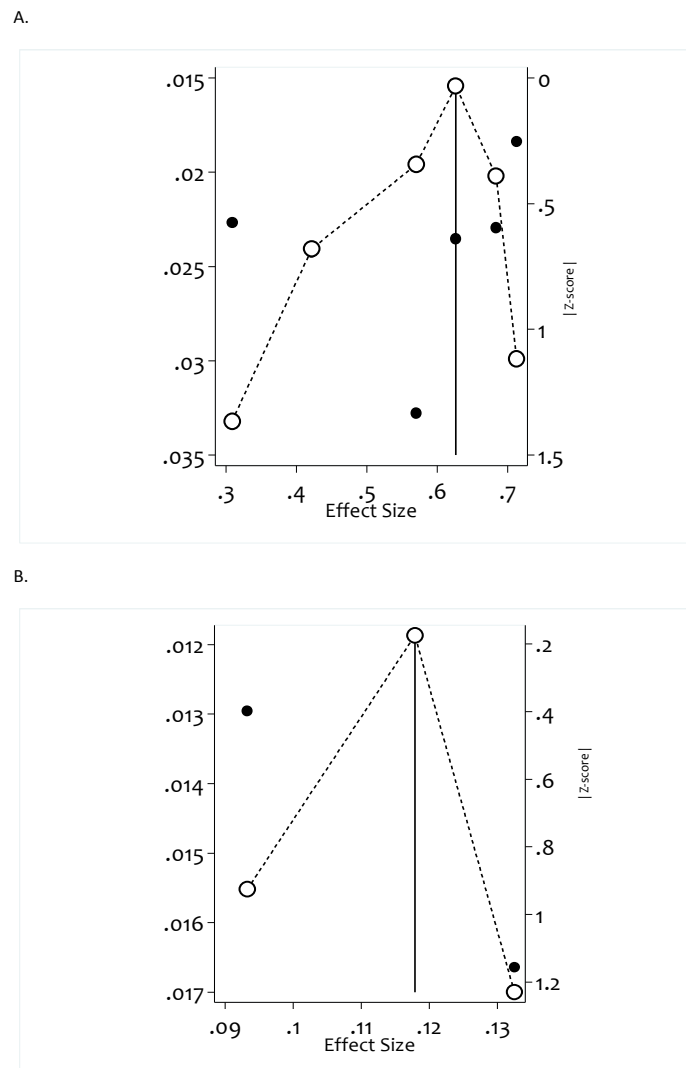 A.
.015
.02
.025
.03
.035
0
.5
1
1.5
|Z-score|
.3 .4 .5 .6 .7
Effect Size
B.
.012
.013
.014
.015
.016
.017
.2
.4
.6
.8
1
1.2
|Z-score|
.09 .1 .11 .12 .13
Effect Size